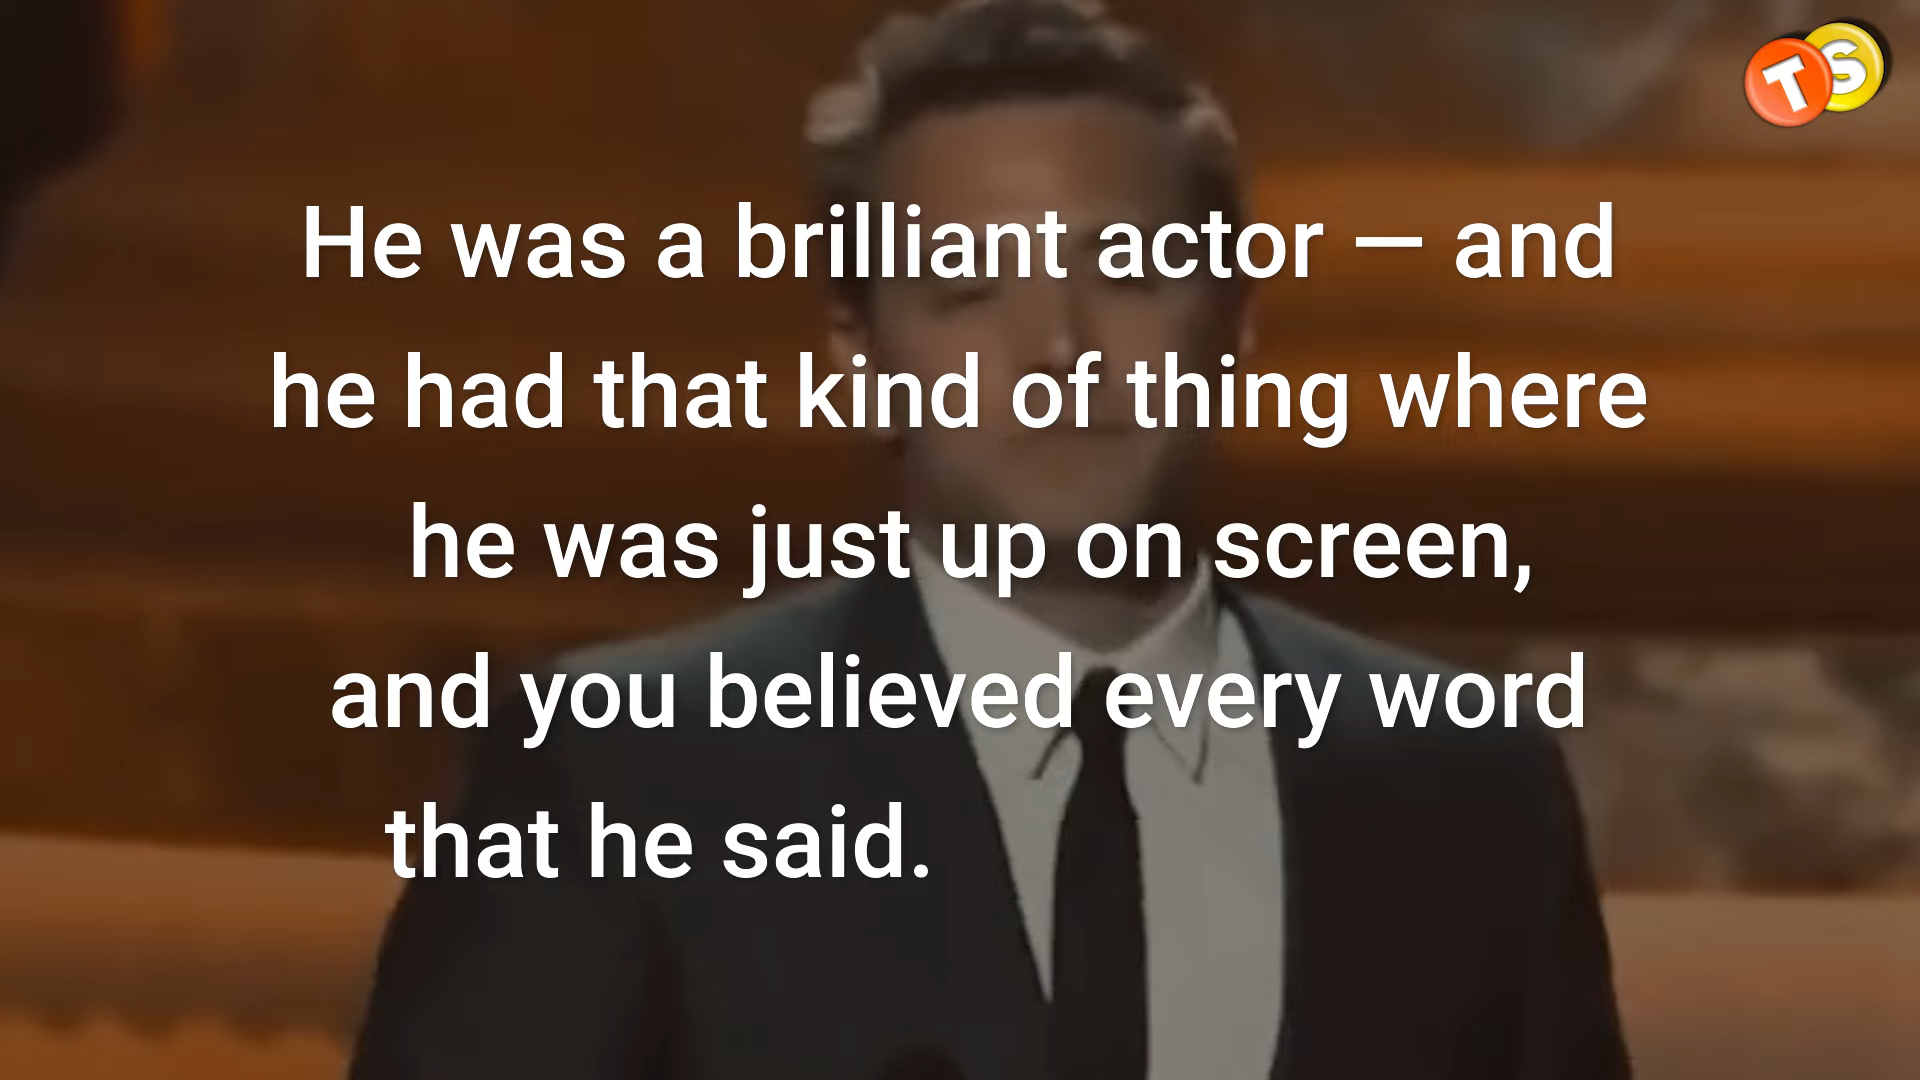 TS
He was a brilliant actor — and
he had that kind of thing where
he was just up on screen,
and you believed every word
that he said.